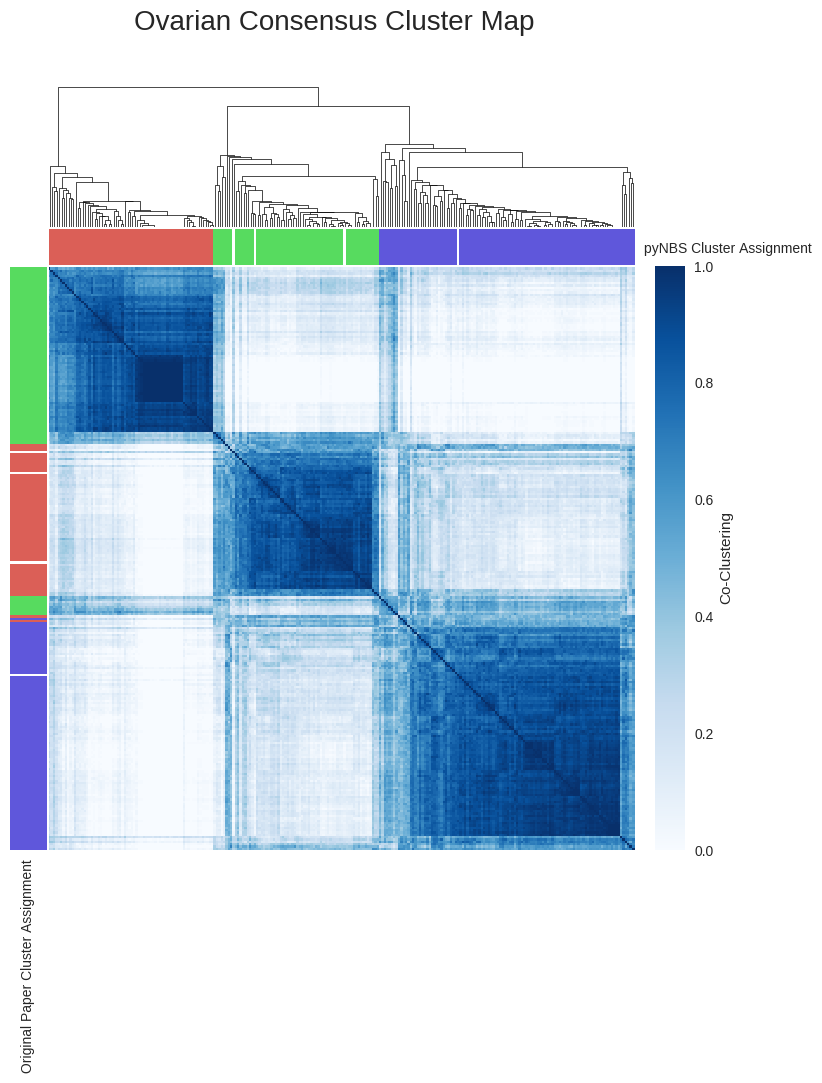 Ovarian Consensus Cluster Map
pyNBS Cluster Assignment
1.0
0.8
0.6
0.4
0.2
0.0
Co-Clustering
Original Paper Cluster Assignment